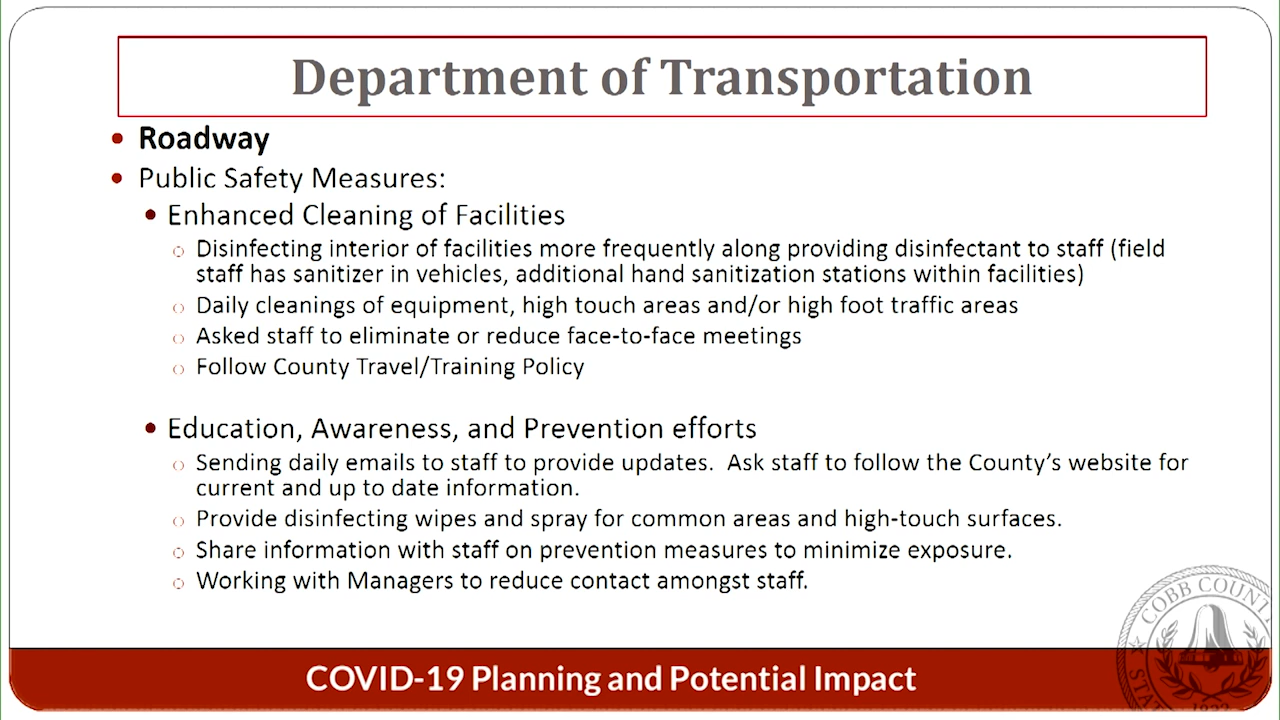 Department of Transportation
Roadway
Public Safety Measures:
Enhanced Cleaning of Facilities
Disinfecting interior of facilities more frequently along providing disinfectant to staff (field
staff has sanitizer in vehicles, additional hand sanitization stations within facilities)
Daily cleanings of equipment, high touch areas and/or high foot traffic areas
Asked staff to eliminate or reduce face-to-face meetings
Follow County Travel/Training Policy
Education, Awareness, and Prevention efforts
Sending daily emails to staff to provide updates.  Ask staff to follow the County's website for
current and up to date information.
Provide disinfecting wipes and spray for common areas and high-touch surfaces.
Share information with staff on prevention measures to minimize exposure.
Working with Managers to reduce contact amongst staff.
COBB COUNT
STAT
COVID-19 Planning and Potential Impact